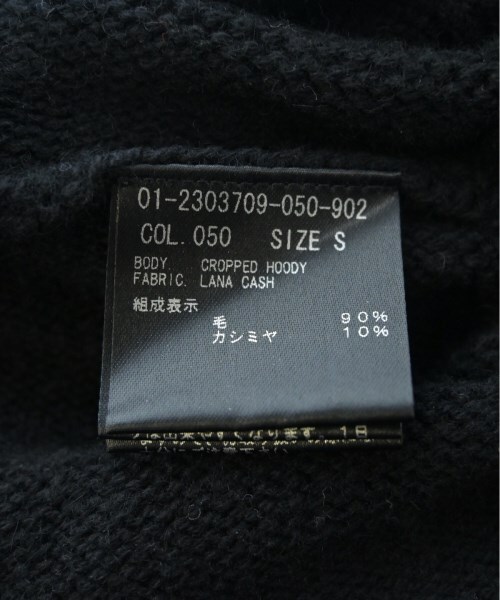 01-2303709-050-902
COL. 050 SIZE S
BODY. CROPPED HOODY
FABRIC. LANA CASH
組成表示
毛 90%
カシミヤ 10%